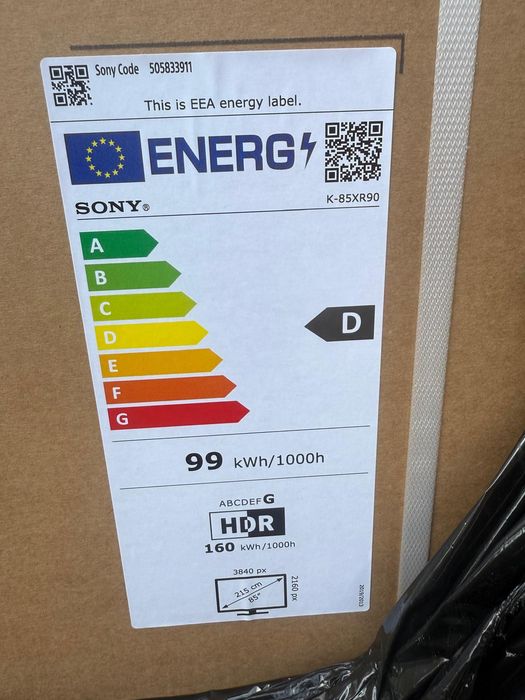 Sony Code 505833911
This is EEA energy label.
ENERG
SONY®
K-85XR90
A
B
C
D
D
E
F
G
99 kWh/1000h
ABCDEFG
HDR
160 kWh/1000h
3840 px
2160 px
215 cm
85"
2019/2013